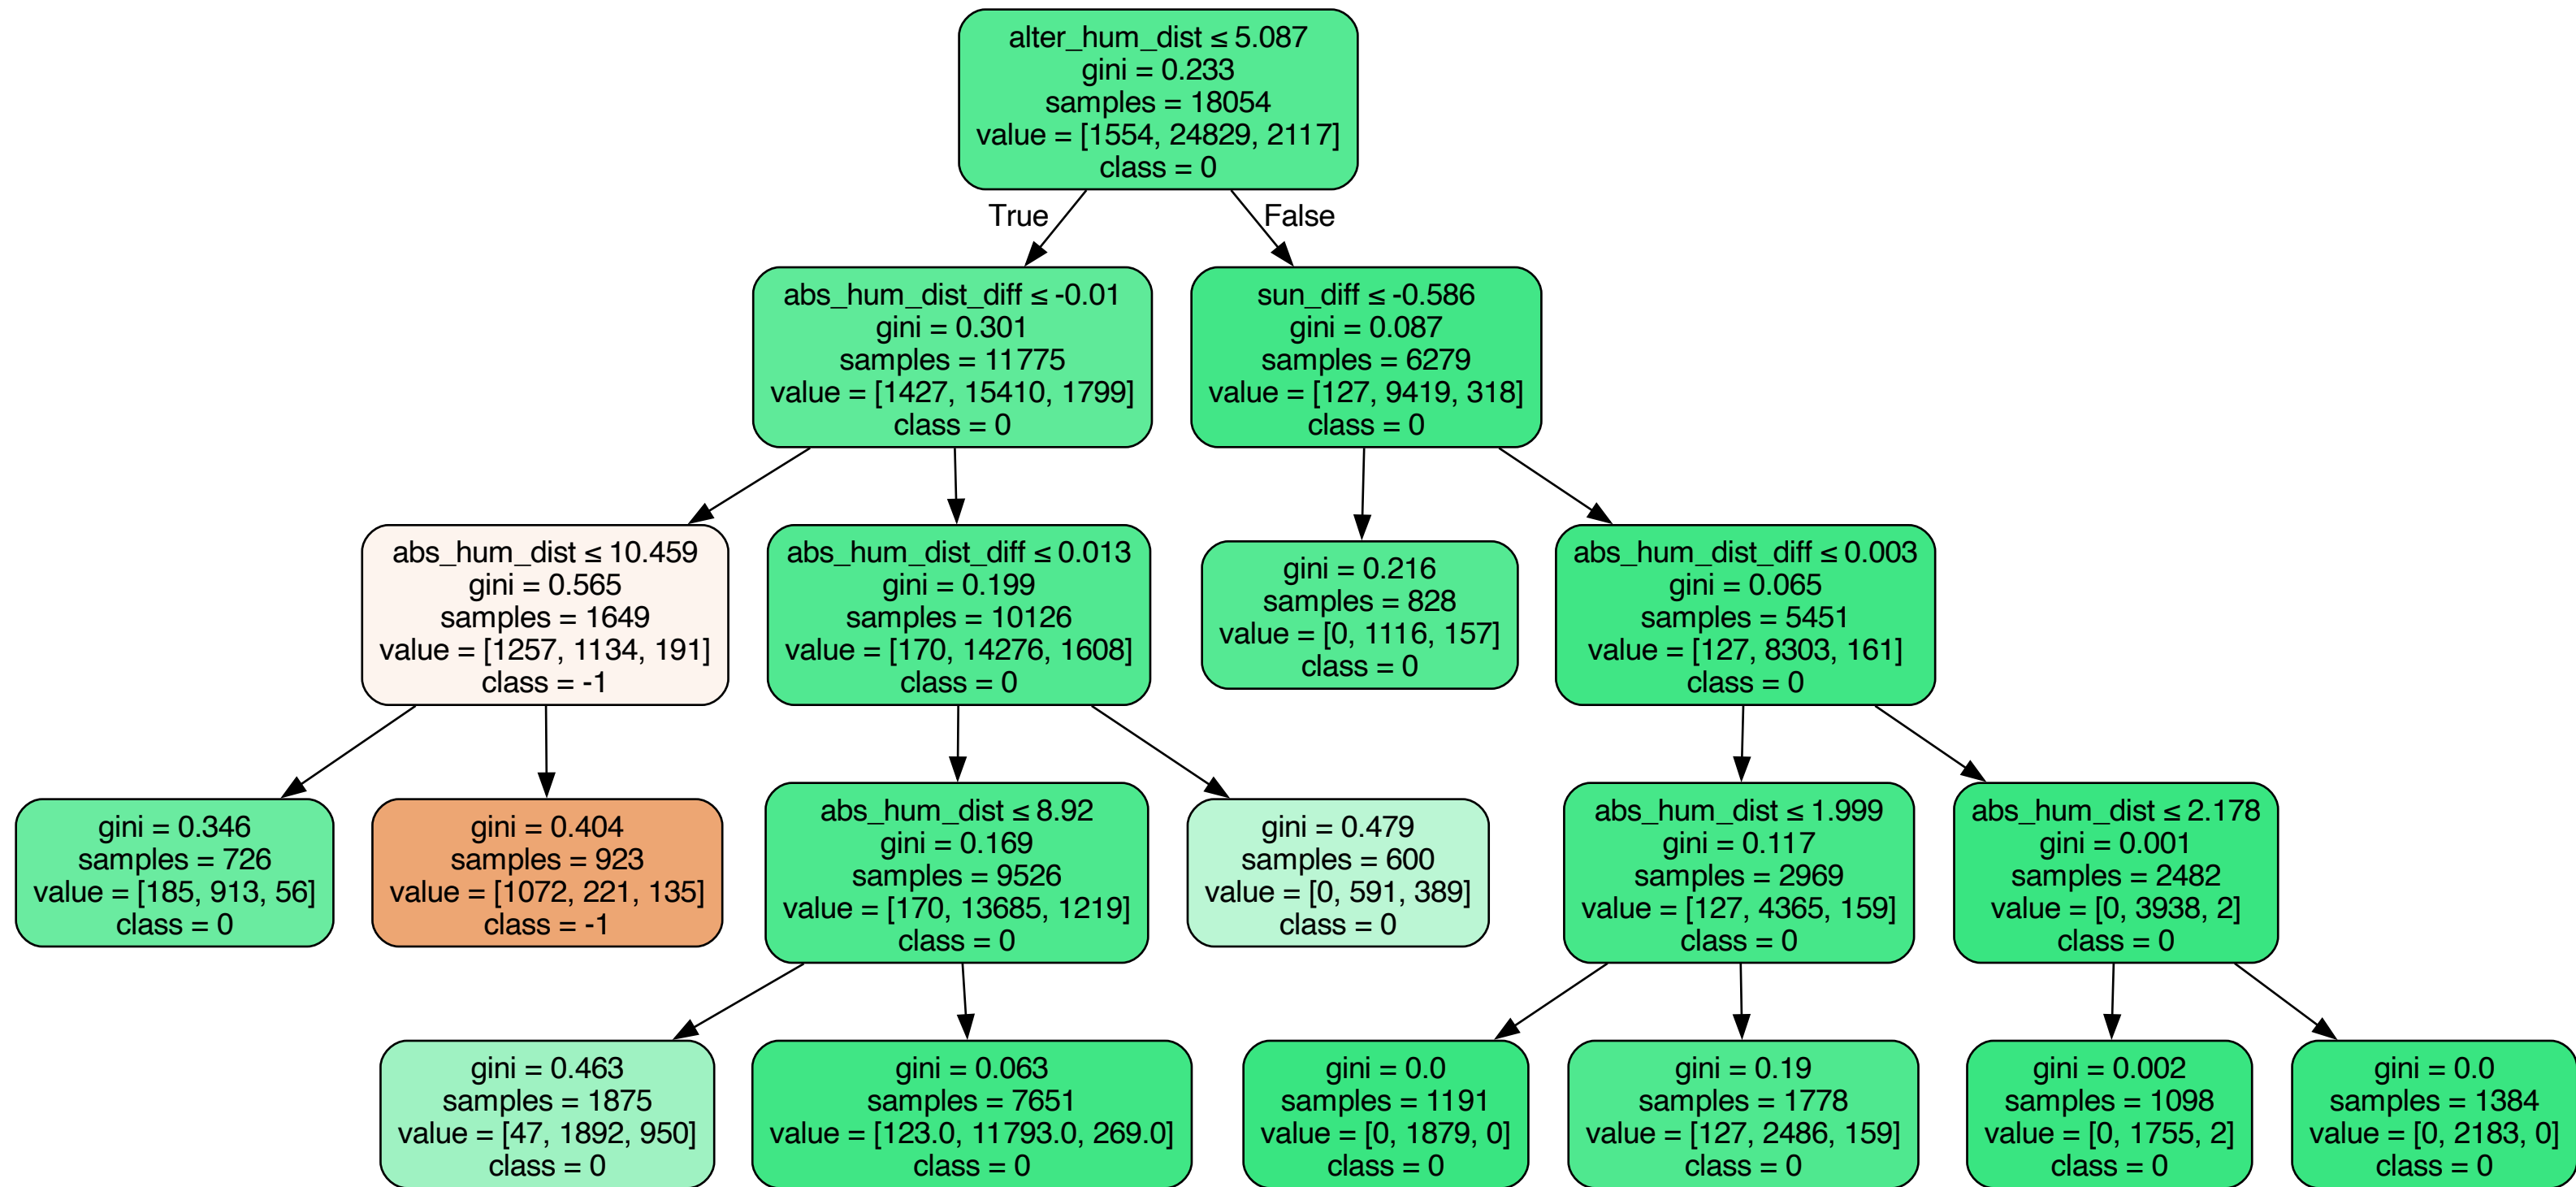 alter_hum_dist ≤ 5.087
gini = 0.233
samples = 18054
value = [1554, 24829, 2117]
class = 0
True
False
abs_hum_dist_diff ≤ -0.01
gini = 0.301
samples = 11775
value = [1427, 15410, 1799]
class = 0
sun_diff ≤ -0.586
gini = 0.087
samples = 6279
value = [127, 9419, 318]
class = 0
abs_hum_dist ≤ 10.459
gini = 0.565
samples = 1649
value = [1257, 1134, 191]
class = -1
abs_hum_dist_diff ≤ 0.013
gini = 0.199
samples = 10126
value = [170, 14276, 1608]
class = 0
gini = 0.216
samples = 828
value = [0, 1116, 157]
class = 0
abs_hum_dist_diff ≤ 0.003
gini = 0.065
samples = 5451
value = [127, 8303, 161]
class = 0
gini = 0.346
samples = 726
value = [185, 913, 56]
class = 0
gini = 0.404
samples = 923
value = [1072, 221, 135]
class = -1
abs_hum_dist ≤ 8.92
gini = 0.169
samples = 9526
value = [170, 13685, 1219]
class = 0
gini = 0.479
samples = 600
value = [0, 591, 389]
class = 0
abs_hum_dist ≤ 1.999
gini = 0.117
samples = 2969
value = [127, 4365, 159]
class = 0
abs_hum_dist ≤ 2.178
gini = 0.001
samples = 2482
value = [0, 3938, 2]
class = 0
gini = 0.463
samples = 1875
value = [47, 1892, 950]
class = 0
gini = 0.063
samples = 7651
value = [123.0, 11793.0, 269.0]
class = 0
gini = 0.0
samples = 1191
value = [0, 1879, 0]
class = 0
gini = 0.19
samples = 1778
value = [127, 2486, 159]
class = 0
gini = 0.002
samples = 1098
value = [0, 1755, 2]
class = 0
gini = 0.0
samples = 1384
value = [0, 2183, 0]
class = 0